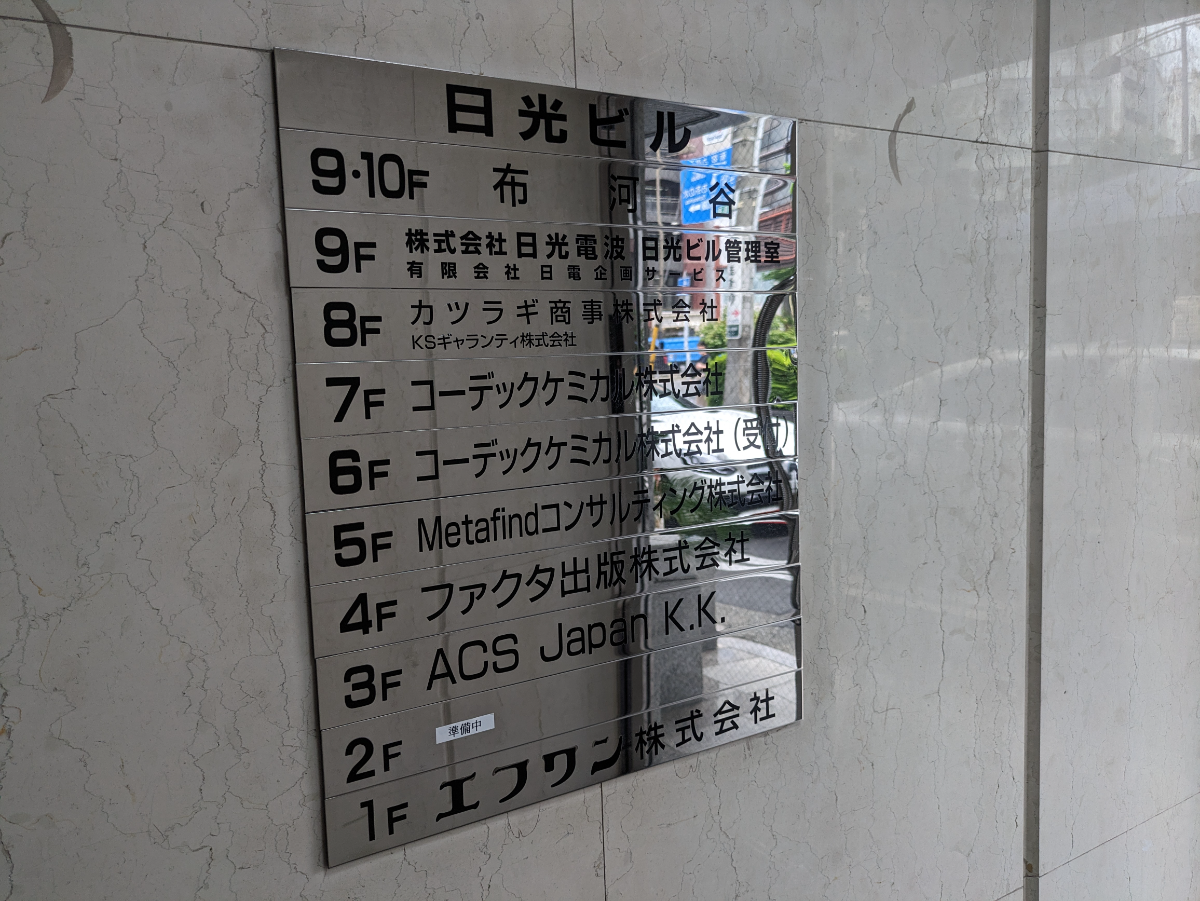 日光ビル
9・10F 布河谷
9F 株式会社日光電波 日光ビル管理室
有限会社日電企画サービス
8F カツラギ商事株式会社
KSギャランティ株式会社
7F コーデックケミカル株式会社
6F コーデックケミカル株式会社（受付）
5F Metafindコンサルティング株式会社
4F ファクタ出版株式会社
3F ACS Japan K.K.
2F 準備中
1F エフワン株式会社